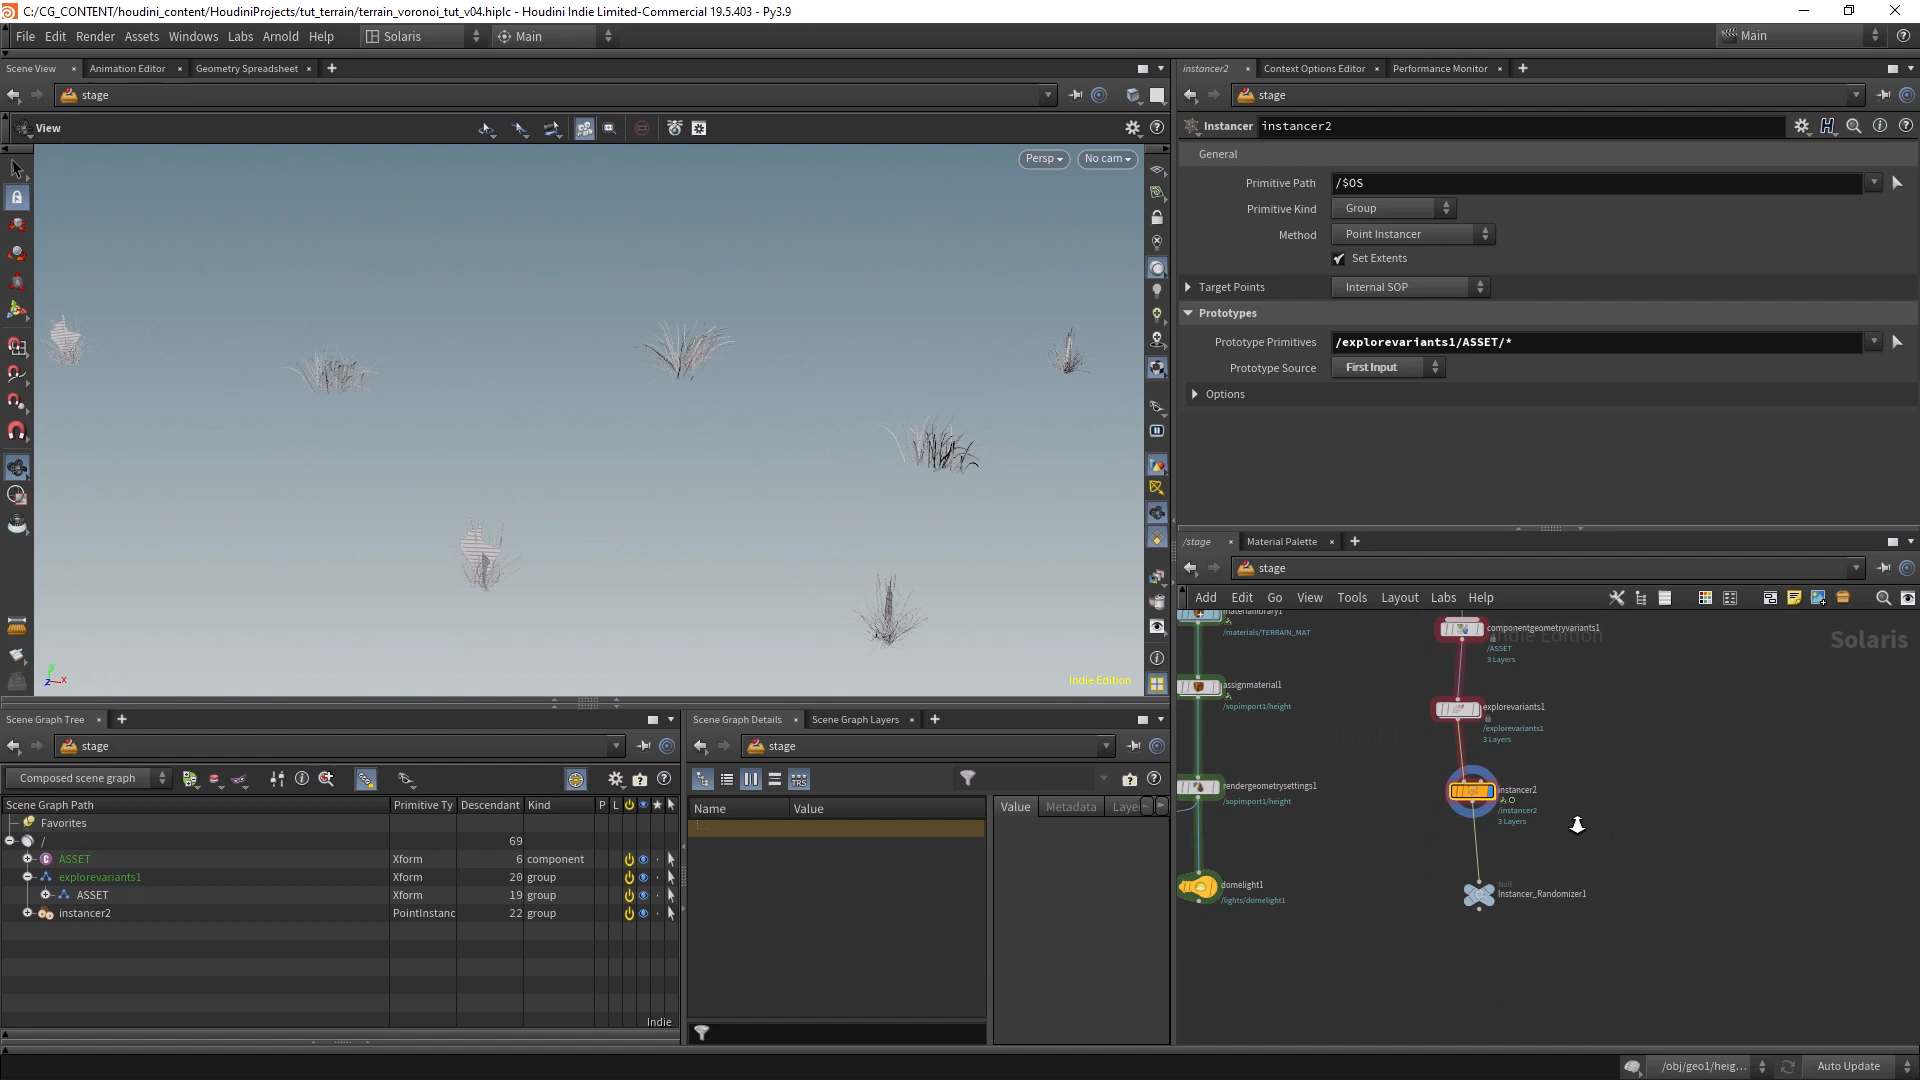 C:/CG_CONTENT/houdini_content/HoudiniProjects/tut_terrain/terrain_voronoi_tut_v04.hiplc - Houdini Indie Limited-Commercial 19.5.403 - Py3.9
File Edit Render Assets Windows Labs Arnold Help Solaris Main Main
Scene View Animation Editor Geometry Spreadsheet
stage
View
Persp No cam
Indie Edition
instancer2 Context Options Editor Performance Monitor
stage
Instancer instancer2
General
Primitive Path /$OS
Primitive Kind Group
Method Point Instancer
Set Extents
Target Points Internal SOP
Prototypes
Prototype Primitives /explorevariants1/ASSET/*
Prototype Source First Input
Options
/stage Material Palette
stage
Add Edit Go View Tools Layout Labs Help
Indie Edition
Solaris
materiallibrary1
/materials/TERRAIN_MAT
assignmaterial1
/sopimport1/height
rendergeometrysettings1
/sopimport1/height
domelight1
/lights/domelight1
componentgeometryvariants1
/ASSET
3 Layers
explorevariants1
/explorevariants1
3 Layers
instancer2
/instancer2
3 Layers
Null
Instancer_Randomizer1
Scene Graph Tree
stage
Composed scene graph
Scene Graph Path Primitive Ty Descendant Kind P L
Favorites
/ 69
ASSET Xform 6 component
explorevariants1 Xform 20 group
ASSET Xform 19 group
instancer2 PointInstanc 22 group
Indie
Scene Graph Details Scene Graph Layers
stage
Name Value
Value Metadata Laye
/obj/geo1/heig... Auto Update